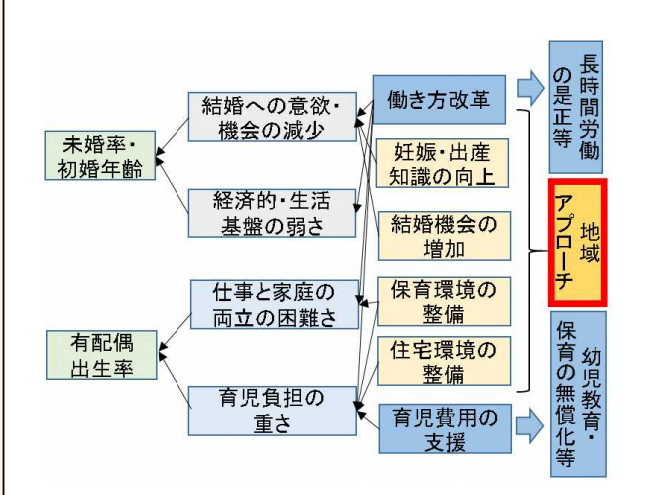 未婚率・
初婚年齢
有配偶
出生率
結婚への意欲・
機会の減少
経済的・生活
基盤の弱さ
仕事と家庭の
両立の困難さ
育児負担の
重さ
働き方改革
妊娠・出産
知識の向上
結婚機会の
増加
保育環境の
整備
住宅環境の
整備
育児費用の
支援
長時間労働
の是正等
地域
アプローチ
幼児教育・
保育の無償化等